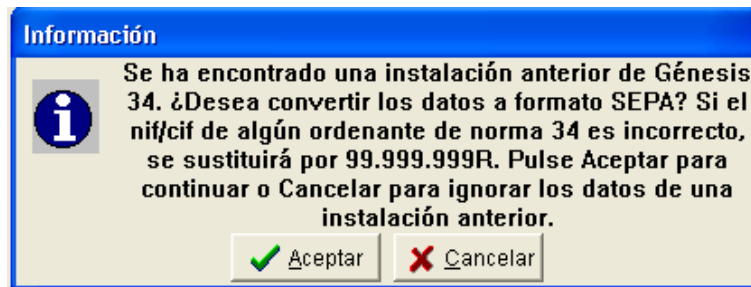 Información
Se ha encontrado una instalación anterior de Génesis
34. ¿Desea convertir los datos a formato SEPA? Si el
nif/cif de algún ordenante de norma 34 es incorrecto,
se sustituirá por 99.999.999R. Pulse Aceptar para
continuar o Cancelar para ignorar los datos de una
instalación anterior.
Aceptar Cancelar